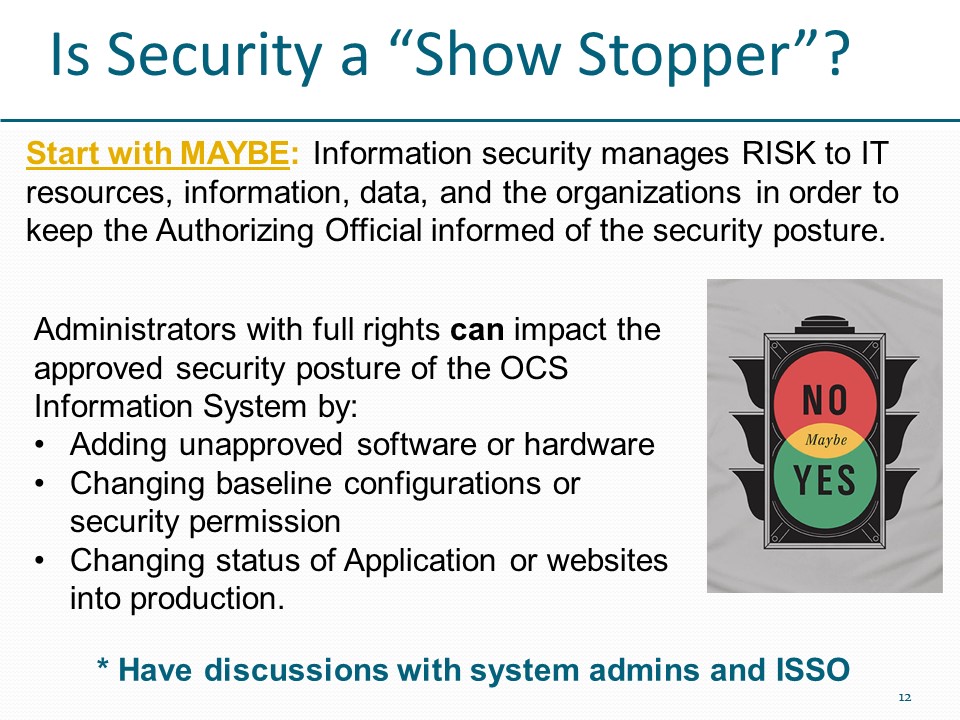 Is Security a “Show Stopper”?
Start with MAYBE: Information security manages RISK to IT
resources, information, data, and the organizations in order to
keep the Authorizing Official informed of the security posture.
Administrators with full rights can impact the
approved security posture of the OCS
Information System by:
• Adding unapproved software or hardware
• Changing baseline configurations or
security permission
• Changing status of Application or websites
into production.
NO
Maybe
YES
* Have discussions with system admins and ISSO
12